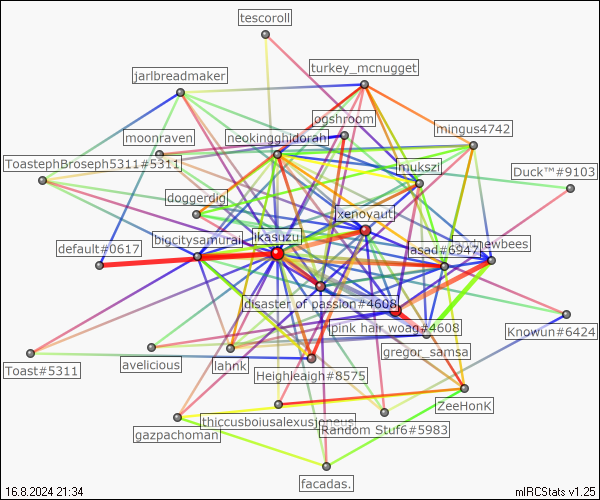 tescoroll
turkey_mcnugget
jarlbreadmaker
ogshroom
mingus4742
moonraven
neokingghidorah
ToastephBroseph5311#5311
mukszi
Duck™#9103
doggerdig
xenoyaut
default#0617
bigcitysamurai
ikasuzu
asad#6947
disaster of passion#4608
pink hair woag#4608
Knowun#6424
gregor_samsa
Toast#5311
avelicious
lahnk
Heighleaigh#8575
ZeeHonK
thiccusboiusalexusjoneus
Random Stuf6#5983
gazpachoman
facadas.
16.8.2024 21:34
mIRCStats v1.25